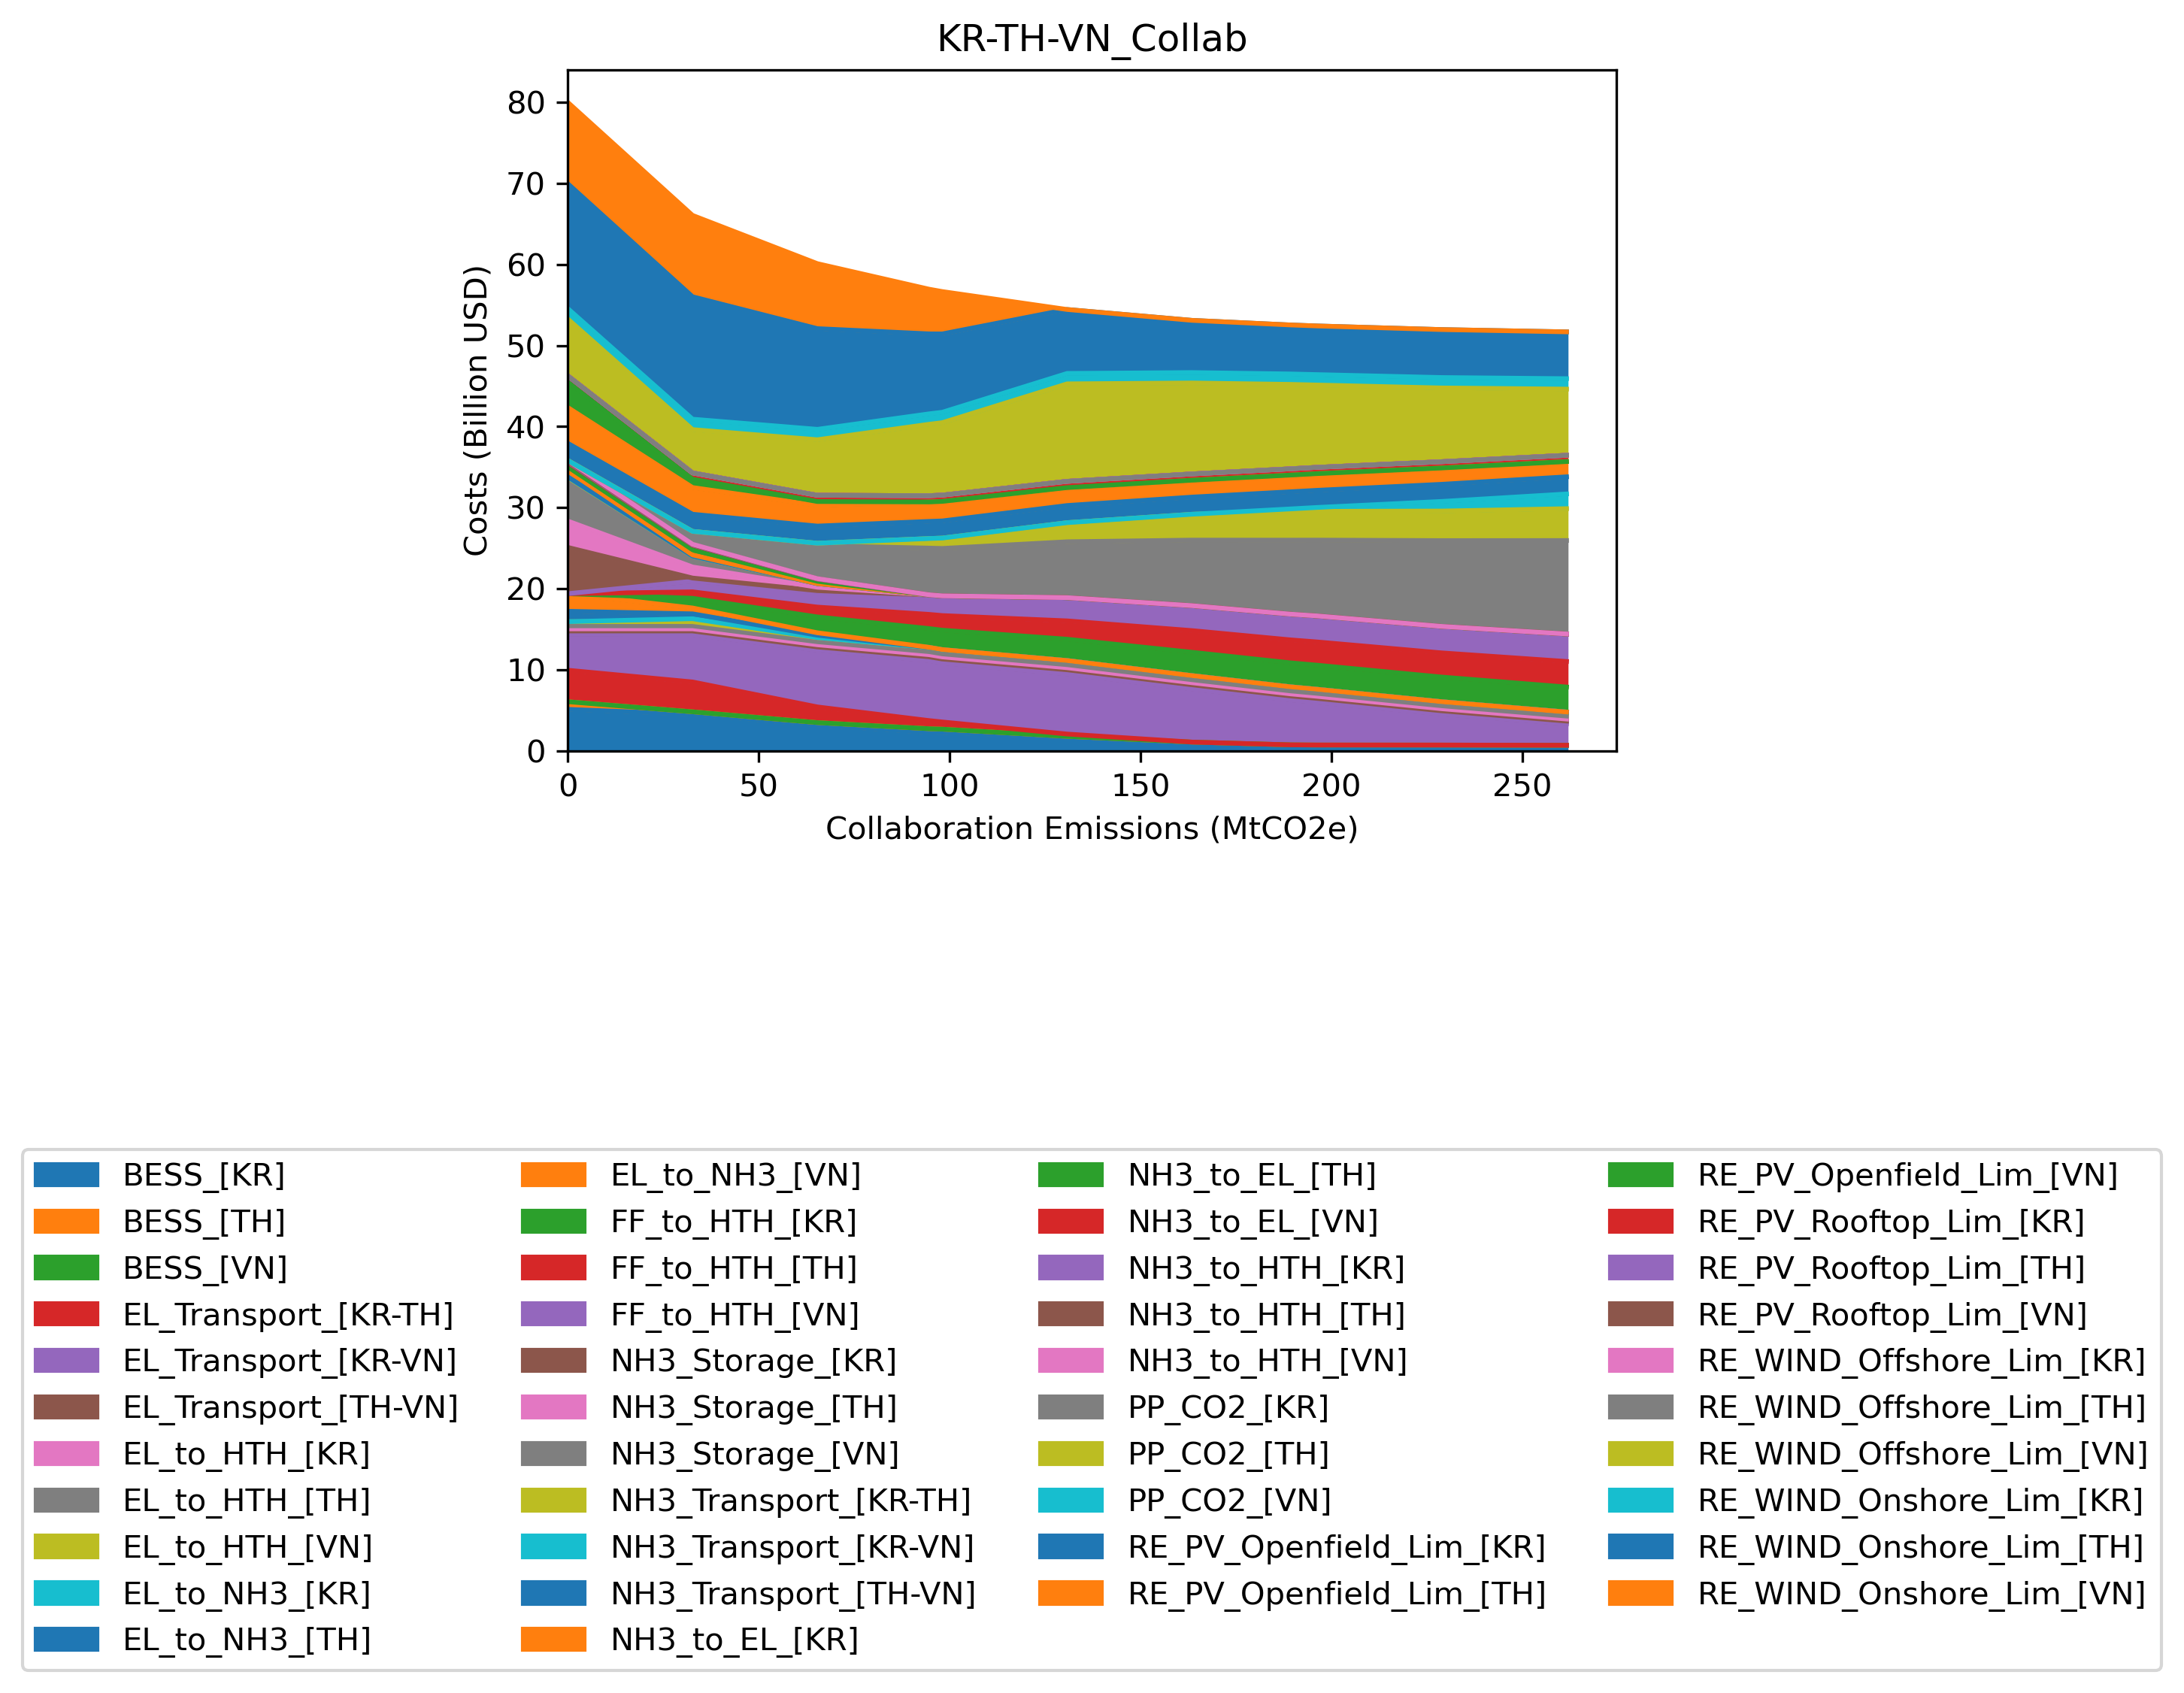 KR-TH-VN_Collab
80
70
60
50
40
30
20
10
0
Costs (Billion USD)
0 50 100 150 200 250
Collaboration Emissions (MtCO2e)
BESS_[KR]
BESS_[TH]
BESS_[VN]
EL_Transport_[KR-TH]
EL_Transport_[KR-VN]
EL_Transport_[TH-VN]
EL_to_HTH_[KR]
EL_to_HTH_[TH]
EL_to_HTH_[VN]
EL_to_NH3_[KR]
EL_to_NH3_[TH]
EL_to_NH3_[VN]
FF_to_HTH_[KR]
FF_to_HTH_[TH]
FF_to_HTH_[VN]
NH3_Storage_[KR]
NH3_Storage_[TH]
NH3_Storage_[VN]
NH3_Transport_[KR-TH]
NH3_Transport_[KR-VN]
NH3_Transport_[TH-VN]
NH3_to_EL_[KR]
NH3_to_EL_[TH]
NH3_to_EL_[VN]
NH3_to_HTH_[KR]
NH3_to_HTH_[TH]
NH3_to_HTH_[VN]
PP_CO2_[KR]
PP_CO2_[TH]
PP_CO2_[VN]
RE_PV_Openfield_Lim_[KR]
RE_PV_Openfield_Lim_[TH]
RE_PV_Openfield_Lim_[VN]
RE_PV_Rooftop_Lim_[KR]
RE_PV_Rooftop_Lim_[TH]
RE_PV_Rooftop_Lim_[VN]
RE_WIND_Offshore_Lim_[KR]
RE_WIND_Offshore_Lim_[TH]
RE_WIND_Offshore_Lim_[VN]
RE_WIND_Onshore_Lim_[KR]
RE_WIND_Onshore_Lim_[TH]
RE_WIND_Onshore_Lim_[VN]